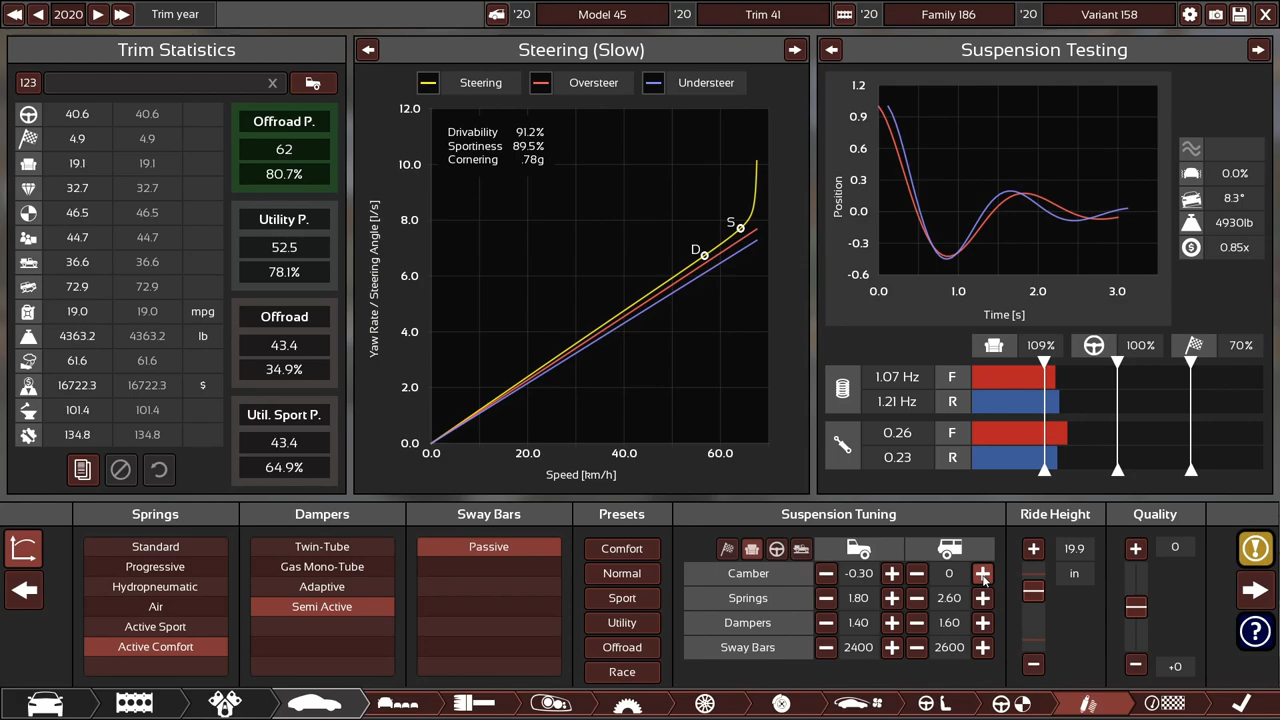 2020 Trim year '20 Model 45 '20 Trim 41 '20 Family 186 '20 Variant 158
Trim Statistics
123 x
40.6 40.6
4.9 4.9
19.1 19.1
32.7 32.7
46.5 46.5
44.7 44.7
36.6 36.6
72.9 72.9
19.0 19.0 mpg
4363.2 4363.2 lb
61.6 61.6
16722.3 16722.3 $
101.4 101.4
134.8 134.8
Offroad P.
62
80.7%
Utility P.
52.5
78.1%
Offroad
43.4
34.9%
Util. Sport P.
43.4
64.9%
Steering (Slow)
Steering Oversteer Understeer
12.0
10.0
8.0
6.0
4.0
2.0
0.0
Yaw Rate / Steering Angle [1/s]
Drivability 91.2%
Sportiness 89.5%
Cornering .78g
S
D
0.0 20.0 40.0 60.0
Speed [km/h]
Suspension Testing
1.2
0.9
0.6
0.3
0.0
-0.3
-0.6
Position
0.0 1.0 2.0 3.0
Time [s]
0.0%
8.3°
4930lb
0.85x
109% 100% 70%
1.07 Hz F
1.21 Hz R
0.26 F
0.23 R
Springs
Standard
Progressive
Hydropneumatic
Air
Active Sport
Active Comfort
Dampers
Twin-Tube
Gas Mono-Tube
Adaptive
Semi Active
Sway Bars
Passive
Presets
Comfort
Normal
Sport
Utility
Offroad
Race
Suspension Tuning
Camber -0.30 0
Springs 1.80 2.60
Dampers 1.40 1.60
Sway Bars 2400 2600
Ride Height
19.9
in
Quality
0
+0